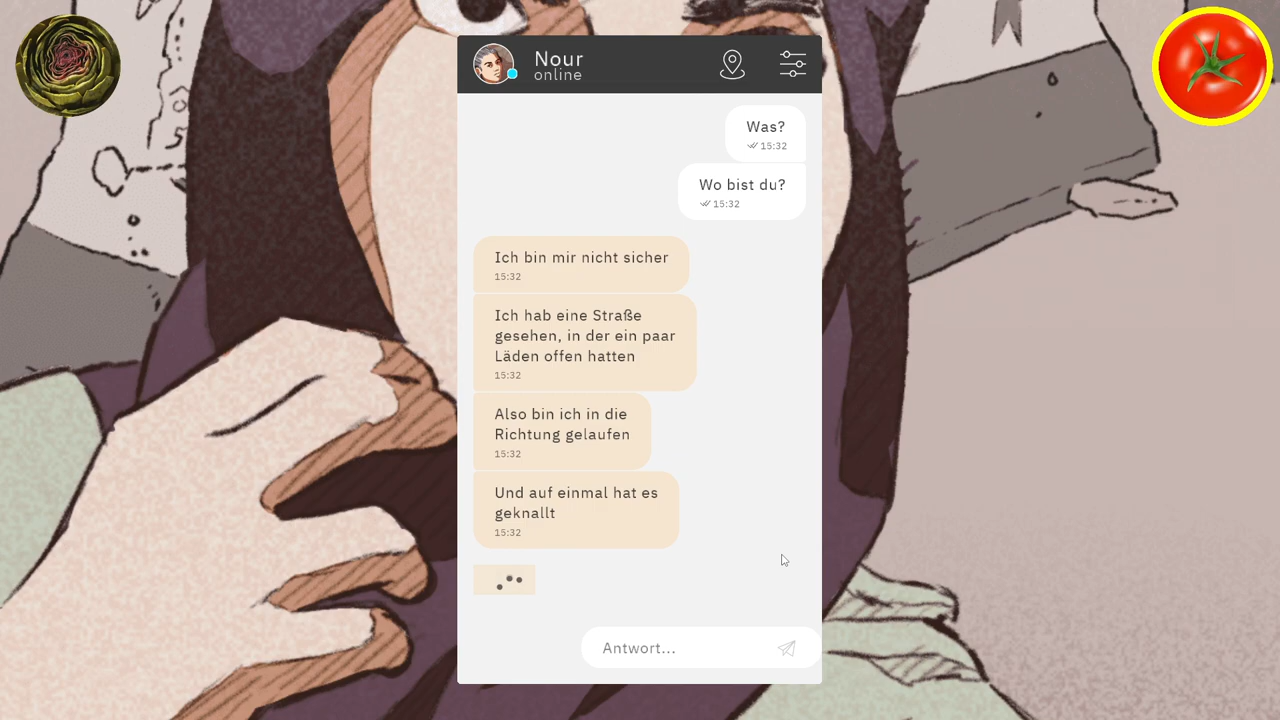 Nour
online
Was?
15:32
Wo bist du?
15:32
Ich bin mir nicht sicher
15:32
Ich hab eine Straße
gesehen, in der ein paar
Läden offen hatten
15:32
Also bin ich in die
Richtung gelaufen
15:32
Und auf einmal hat es
geknallt
15:32
Antwort...